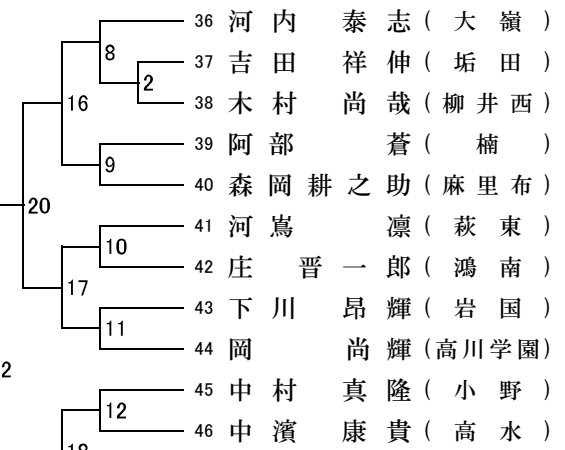 36 河内 泰志 (大嶺)
8
37 吉田 祥伸 (垢田)
2
38 木村 尚哉 (柳井西)
16
39 阿部 蒼 (楠)
9
40 森岡耕之助 (麻里布)
20
41 河嶌 凛 (萩東)
10
42 庄 晋一郎 (鴻南)
17
43 下川 昂輝 (岩国)
11
44 岡 尚輝 (高川学園)
2
45 中村 真隆 (小野)
12
46 中濱 康貴 (高水)